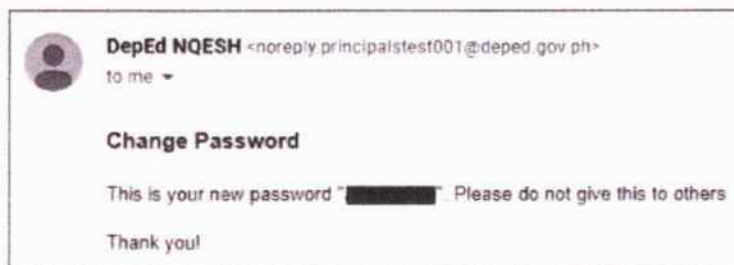 DepEd NQESH <noreply.principalstest001@deped.gov.ph>
to me
Change Password
This is your new password "". Please do not give this to others
Thank you!